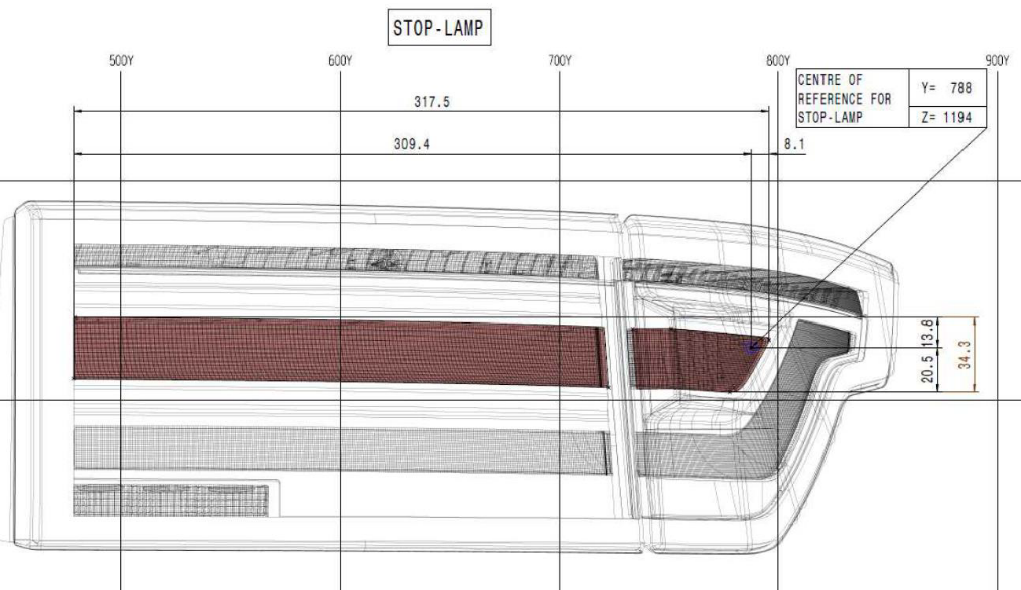 STOP-LAMP
500Y 600Y 700Y 800Y 900Y
CENTRE OF
REFERENCE FOR
STOP-LAMP
Y= 788
Z= 1194
317.5
309.4
8.1
13.8
20.5
34.3